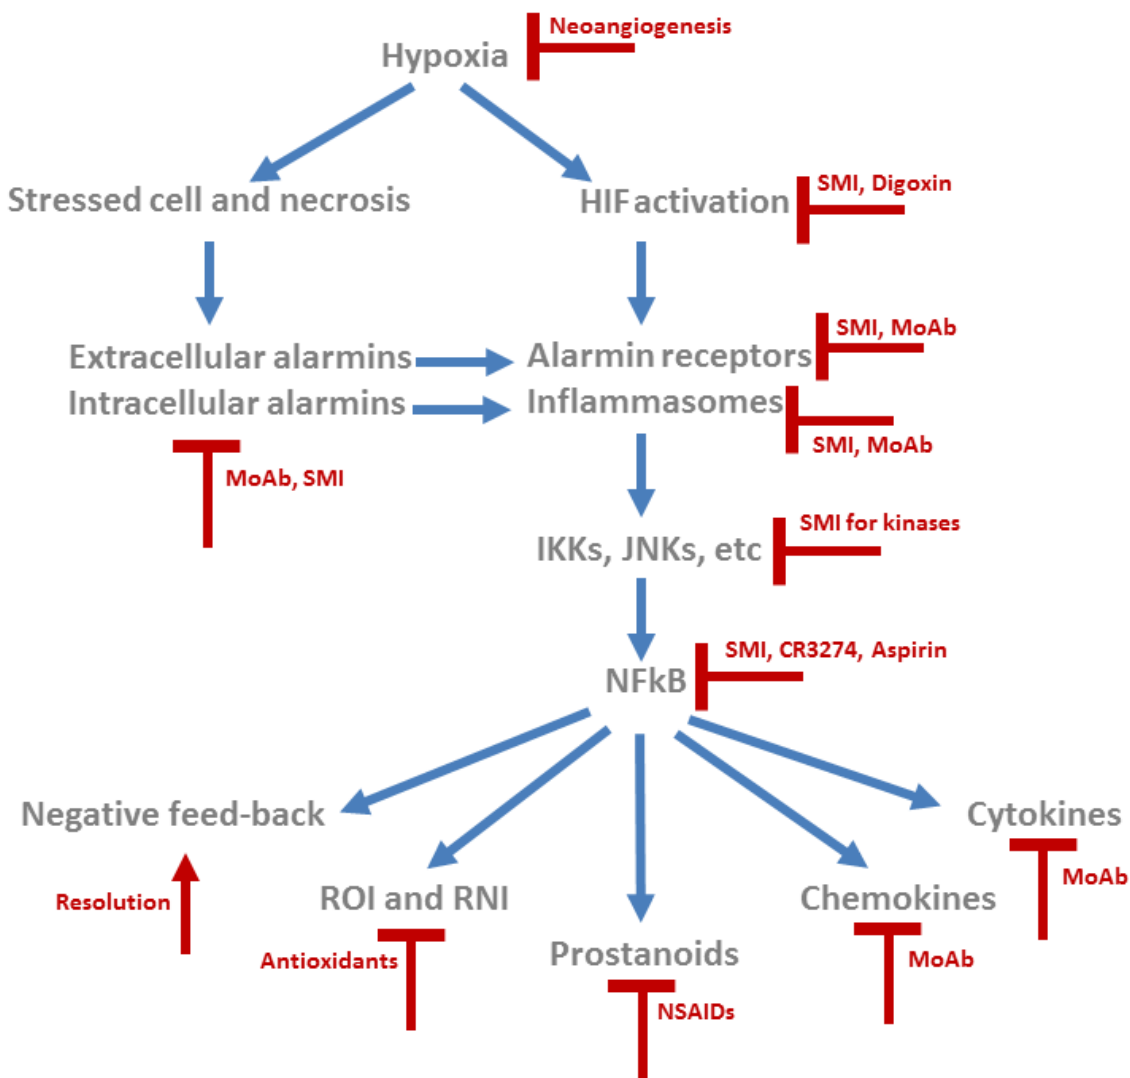 Neoangiogenesis
Hypoxia
SMI, Digoxin
Stressed cell and necrosis
HIF activation
SMI, MoAb
Extracellular alarmins
Alarmin receptors
Intracellular alarmins
Inflammasomes
SMI, MoAb
MoAb, SMI
SMI for kinases
IKKs, JNKs, etc
SMI, CR3274, Aspirin
NFkB
Negative feed-back
Cytokines
MoAb
Resolution
ROI and RNI
Chemokines
Antioxidants
MoAb
Prostanoids
NSAIDs